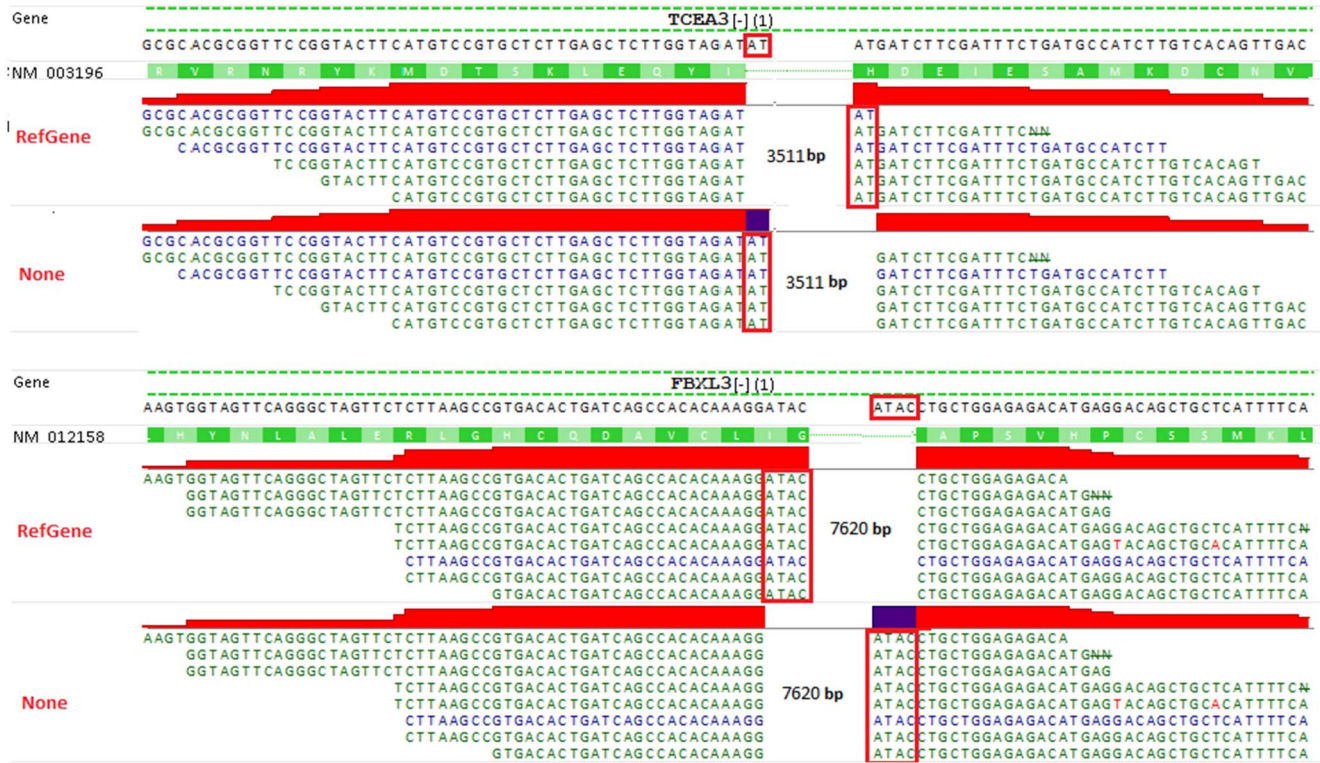 Gene
TCEA3 [-] (1)
GCGCACGCGGTTCCGGTACTTCATGTCCGTGCTCTTGAGCTCTTGGTAGATAT ATGATCTTCGATTTCTGATGCCATCTTGTCACAGTTGAC
NM 003196 R V R N R Y K M D T S K L E Q Y I H D E I E S A M K D C N V
RefGene
GCGCACGCGGTTCCGGTACTTCATGTCCGTGCTCTTGAGCTCTTGGTAGAT AT
GCGCACGCGGTTCCGGTACTTCATGTCCGTGCTCTTGAGCTCTTGGTAGAT ATGATCTTCGATTTCNN
CACGCGGTTCCGGTACTTCATGTCCGTGCTCTTGAGCTCTTGGTAGAT ATGATCTTCGATTTCTGATGCCATCTT
TCCGGTACTTCATGTCCGTGCTCTTGAGCTCTTGGTAGAT ATGATCTTCGATTTCTGATGCCATCTTGTCACAGT
GTACTTCATGTCCGTGCTCTTGAGCTCTTGGTAGAT ATGATCTTCGATTTCTGATGCCATCTTGTCACAGTTGAC
CATGTCCGTGCTCTTGAGCTCTTGGTAGAT ATGATCTTCGATTTCTGATGCCATCTTGTCACAGTTGAC
3511 bp
None
GCGCACGCGGTTCCGGTACTTCATGTCCGTGCTCTTGAGCTCTTGGTAGATAT
GCGCACGCGGTTCCGGTACTTCATGTCCGTGCTCTTGAGCTCTTGGTAGATAT GATCTTCGATTTCNN
CACGCGGTTCCGGTACTTCATGTCCGTGCTCTTGAGCTCTTGGTAGATAT GATCTTCGATTTCTGATGCCATCTT
TCCGGTACTTCATGTCCGTGCTCTTGAGCTCTTGGTAGATAT GATCTTCGATTTCTGATGCCATCTTGTCACAGT
GTACTTCATGTCCGTGCTCTTGAGCTCTTGGTAGATAT GATCTTCGATTTCTGATGCCATCTTGTCACAGTTGAC
CATGTCCGTGCTCTTGAGCTCTTGGTAGATAT GATCTTCGATTTCTGATGCCATCTTGTCACAGTTGAC
3511 bp
Gene
FBXL3 [-] (1)
AAGTGGTAGTTCAGGGCTAGTTCTCTTAAGCCGTGACACTGATCAGCCACACAAAGGATAC ATACCTGCTGGAGAGACATGAGGACAGCTGCTCATTTTCA
NM 012158 L H Y N L A L E R L G H C Q D A V C L I G T A P S V H P C S S M K L
RefGene
AAGTGGTAGTTCAGGGCTAGTTCTCTTAAGCCGTGACACTGATCAGCCACACAAAGGATAC CTGCTGGAGAGACA
GGTAGTTCAGGGCTAGTTCTCTTAAGCCGTGACACTGATCAGCCACACAAAGGATAC CTGCTGGAGAGACATGNN
GGTAGTTCAGGGCTAGTTCTCTTAAGCCGTGACACTGATCAGCCACACAAAGGATAC CTGCTGGAGAGACATGAG
TCTTAAGCCGTGACACTGATCAGCCACACAAAGGATAC CTGCTGGAGAGACATGAGGACAGCTGCTCATTTTCN
TCTTAAGCCGTGACACTGATCAGCCACACAAAGGATAC CTGCTGGAGAGACATGAGTACAGCTGCACATTTTCA
CTTAAGCCGTGACACTGATCAGCCACACAAAGGATAC CTGCTGGAGAGACATGAGGACAGCTGCTCATTTTCA
CTTAAGCCGTGACACTGATCAGCCACACAAAGGATAC CTGCTGGAGAGACATGAGGACAGCTGCTCATTTTCA
GTGACACTGATCAGCCACACAAAGGATAC CTGCTGGAGAGACATGAGGACAGCTGCTCATTTTCA
7620 bp
None
AAGTGGTAGTTCAGGGCTAGTTCTCTTAAGCCGTGACACTGATCAGCCACACAAAGG ATACCTGCTGGAGAGACA
GGTAGTTCAGGGCTAGTTCTCTTAAGCCGTGACACTGATCAGCCACACAAAGG ATACCTGCTGGAGAGACATGNN
GGTAGTTCAGGGCTAGTTCTCTTAAGCCGTGACACTGATCAGCCACACAAAGG ATACCTGCTGGAGAGACATGAG
TCTTAAGCCGTGACACTGATCAGCCACACAAAGG ATACCTGCTGGAGAGACATGAGGACAGCTGCTCATTTTCN
TCTTAAGCCGTGACACTGATCAGCCACACAAAGG ATACCTGCTGGAGAGACATGAGTACAGCTGCACATTTTCA
CTTAAGCCGTGACACTGATCAGCCACACAAAGG ATACCTGCTGGAGAGACATGAGGACAGCTGCTCATTTTCA
CTTAAGCCGTGACACTGATCAGCCACACAAAGG ATACCTGCTGGAGAGACATGAGGACAGCTGCTCATTTTCA
GTGACACTGATCAGCCACACAAAGG ATACCTGCTGGAGAGACATGAGGACAGCTGCTCATTTTCA
7620 bp